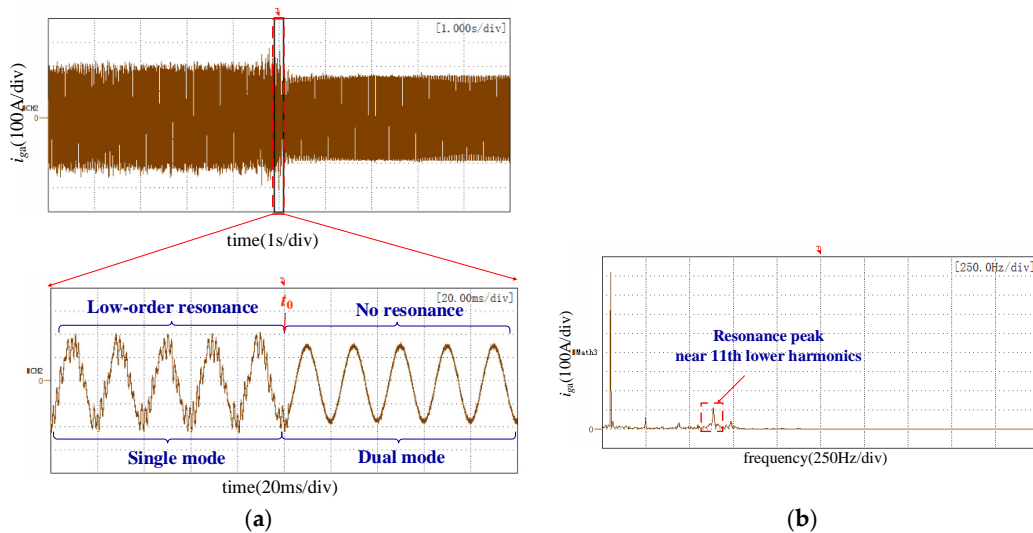 [1.000s/div]
i_ga(100A/div)
CH2
0
time(1s/div)
[20.00ms/div]
Low-order resonance
t_0
No resonance
CH2
0
Single mode
Dual mode
time(20ms/div)
(a)
[250.0Hz/div]
i_ga(100A/div)
Math3
0
Resonance peak
near 11th lower harmonics
frequency(250Hz/div)
(b)